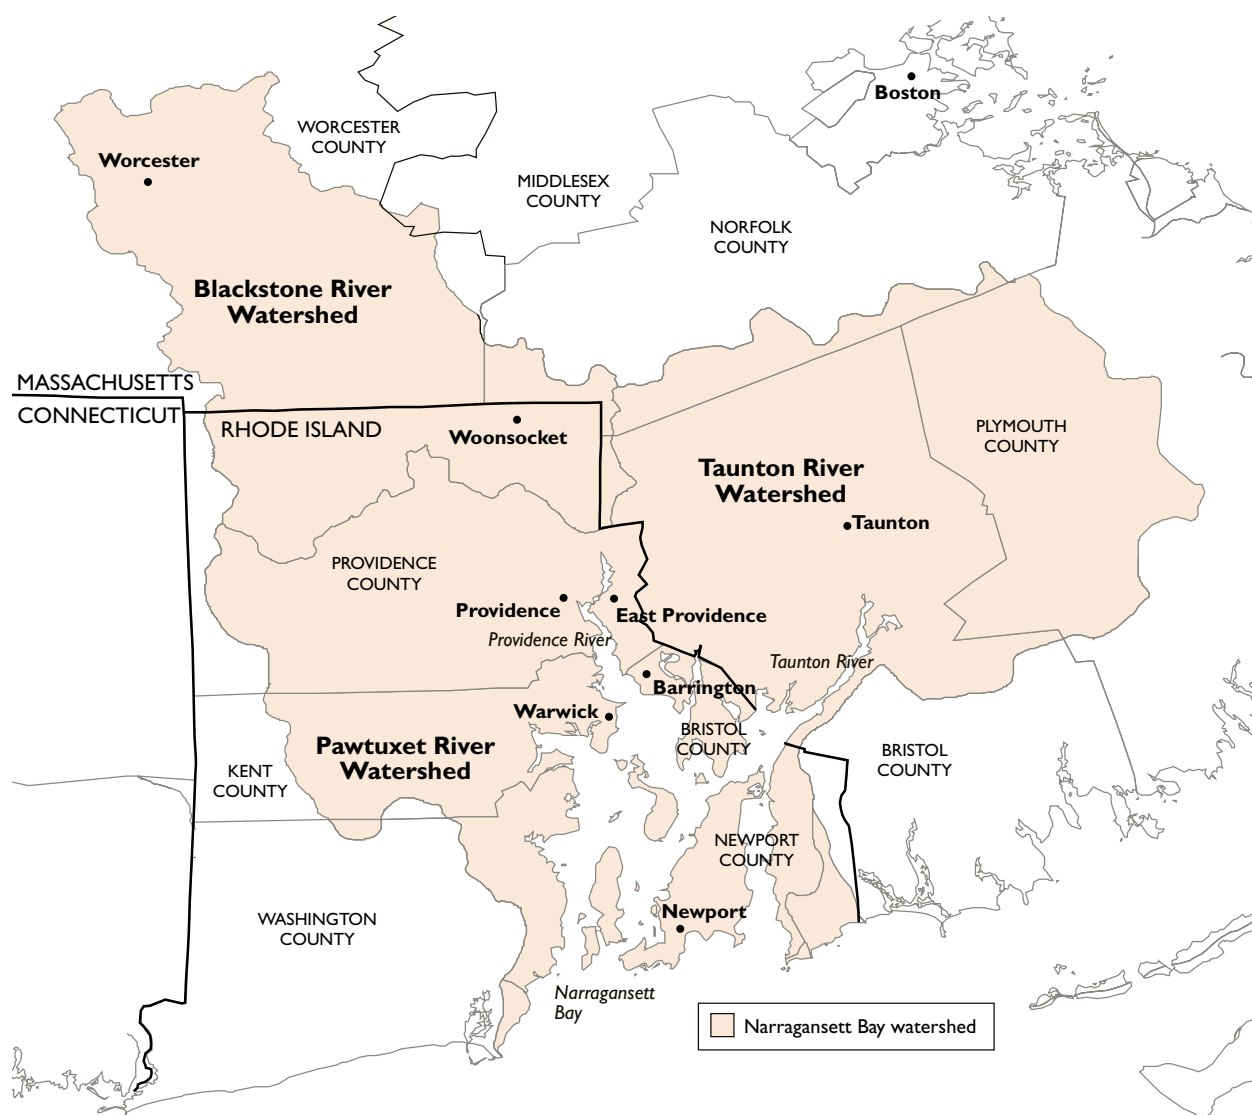 Boston
WORCESTER
COUNTY
Worcester
MIDDLESEX
COUNTY
NORFOLK
COUNTY
Blackstone River
Watershed
MASSACHUSETTS
CONNECTICUT
RHODE ISLAND
Woonsocket
PLYMOUTH
COUNTY
Taunton River
Watershed
Taunton
PROVIDENCE
COUNTY
Providence
East Providence
Providence River
Taunton River
Barrington
Warwick
BRISTOL
COUNTY
Pawtuxet River
Watershed
BRISTOL
COUNTY
KENT
COUNTY
NEWPORT
COUNTY
Newport
WASHINGTON
COUNTY
Narragansett
Bay
Narragansett Bay watershed